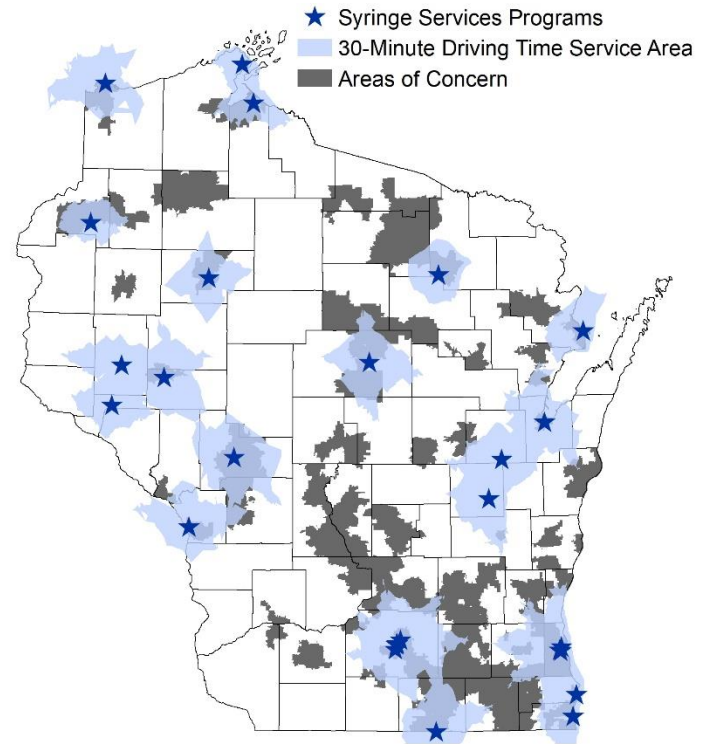 Syringe Services Programs
30-Minute Driving Time Service Area
Areas of Concern